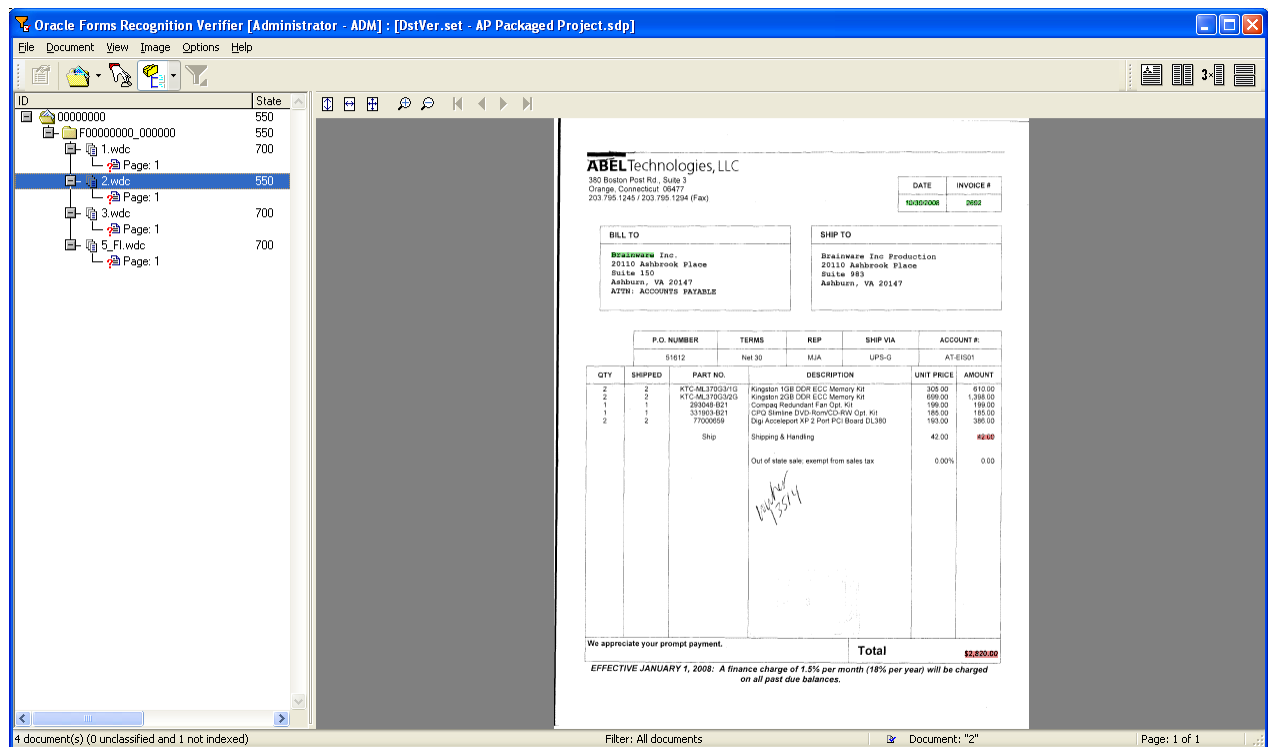 Oracle Forms Recognition Verifier [Administrator - ADM] : [DstVer.set - AP Packaged Project.sdp]
File Document View Image Options Help
ID State
00000000 550
F00000000_000000 550
1.wdc 700
Page: 1
2.wdc 550
Page: 1
3.wdc 700
Page: 1
5_FI.wdc 700
Page: 1
ABEL Technologies, LLC
380 Boston Post Rd., Suite 3
Orange, Connecticut 06477
203.795.1245 / 203.795.1294 (Fax)
DATE INVOICE #
10/30/2008 2692
BILL TO
Brainware Inc.
20110 Ashbrook Place
Suite 150
Ashburn, VA 20147
ATTN: ACCOUNTS PAYABLE
SHIP TO
Brainware Inc Production
20110 Ashbrook Place
Suite 983
Ashburn, VA 20147
P.O. NUMBER TERMS REP SHIP VIA ACCOUNT #:
51612 Net 30 MJA UPS-G AT-EIS01
QTY SHIPPED PART NO. DESCRIPTION UNIT PRICE AMOUNT
2 2 KTC-ML370G3/1G Kingston 1GB DDR ECC Memory Kit 305.00 610.00
2 2 KTC-ML370G3/2G Kingston 2GB DDR ECC Memory Kit 699.00 1,398.00
1 1 293048-B21 Compaq Redundant Fan Opt. Kit 199.00 199.00
1 1 331903-B21 CPQ Slimline DVD-Rom/CD-RW Opt. Kit 185.00 185.00
2 2 77000659 Digi Acceleport XP 2 Port PCI Board DL380 193.00 386.00
Ship Shipping & Handling 42.00 42.00
Out of state sale: exempt from sales tax 0.00% 0.00
13514
We appreciate your prompt payment.
Total $2,820.00
EFFECTIVE JANUARY 1, 2008: A finance charge of 1.5% per month (18% per year) will be charged
on all past due balances.
4 document(s) (0 unclassified and 1 not indexed) Filter: All documents Document: "2" Page: 1 of 1